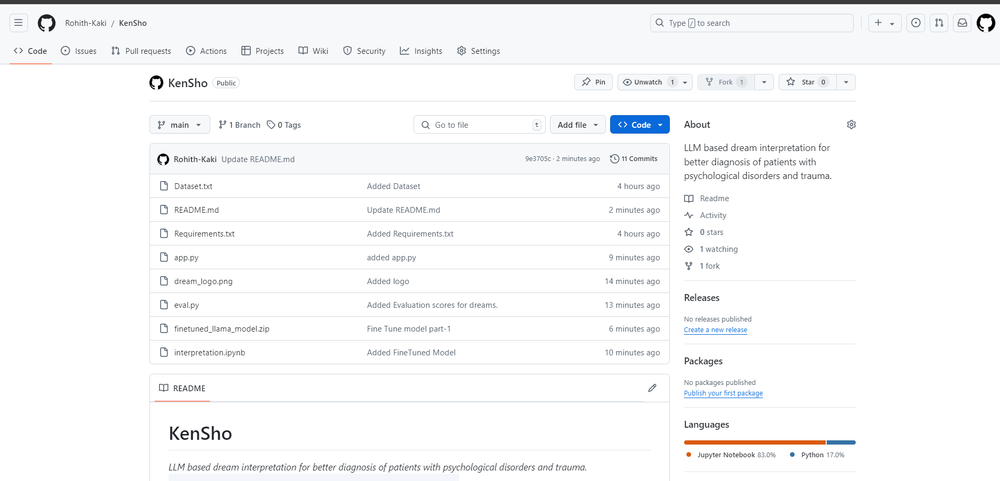 Rohith-Kaki / KenSho
Type / to search
Code Issues Pull requests Actions Projects Wiki Security Insights Settings
KenSho Public
Pin Unwatch 1 Fork 1 Star 0
main 1 Branch 0 Tags Go to file t Add file Code
Rohith-Kaki Update README.md 9e3705c · 2 minutes ago 11 Commits
Dataset.txt Added Dataset 4 hours ago
README.md Update README.md 2 minutes ago
Requirements.txt Added Requirements.txt 4 hours ago
app.py added app.py 9 minutes ago
dream_logo.png Added logo 14 minutes ago
eval.py Added Evaluation scores for dreams. 13 minutes ago
finetuned_llama_model.zip Fine Tune model part-1 6 minutes ago
interpretation.ipynb Added FineTuned Model 10 minutes ago
README
KenSho
LLM based dream interpretation for better diagnosis of patients with psychological disorders and trauma.
About
LLM based dream interpretation for
better diagnosis of patients with
psychological disorders and trauma.
Readme
Activity
0 stars
1 watching
1 fork
Releases
No releases published
Create a new release
Packages
No packages published
Publish your first package
Languages
Jupyter Notebook 83.0% Python 17.0%